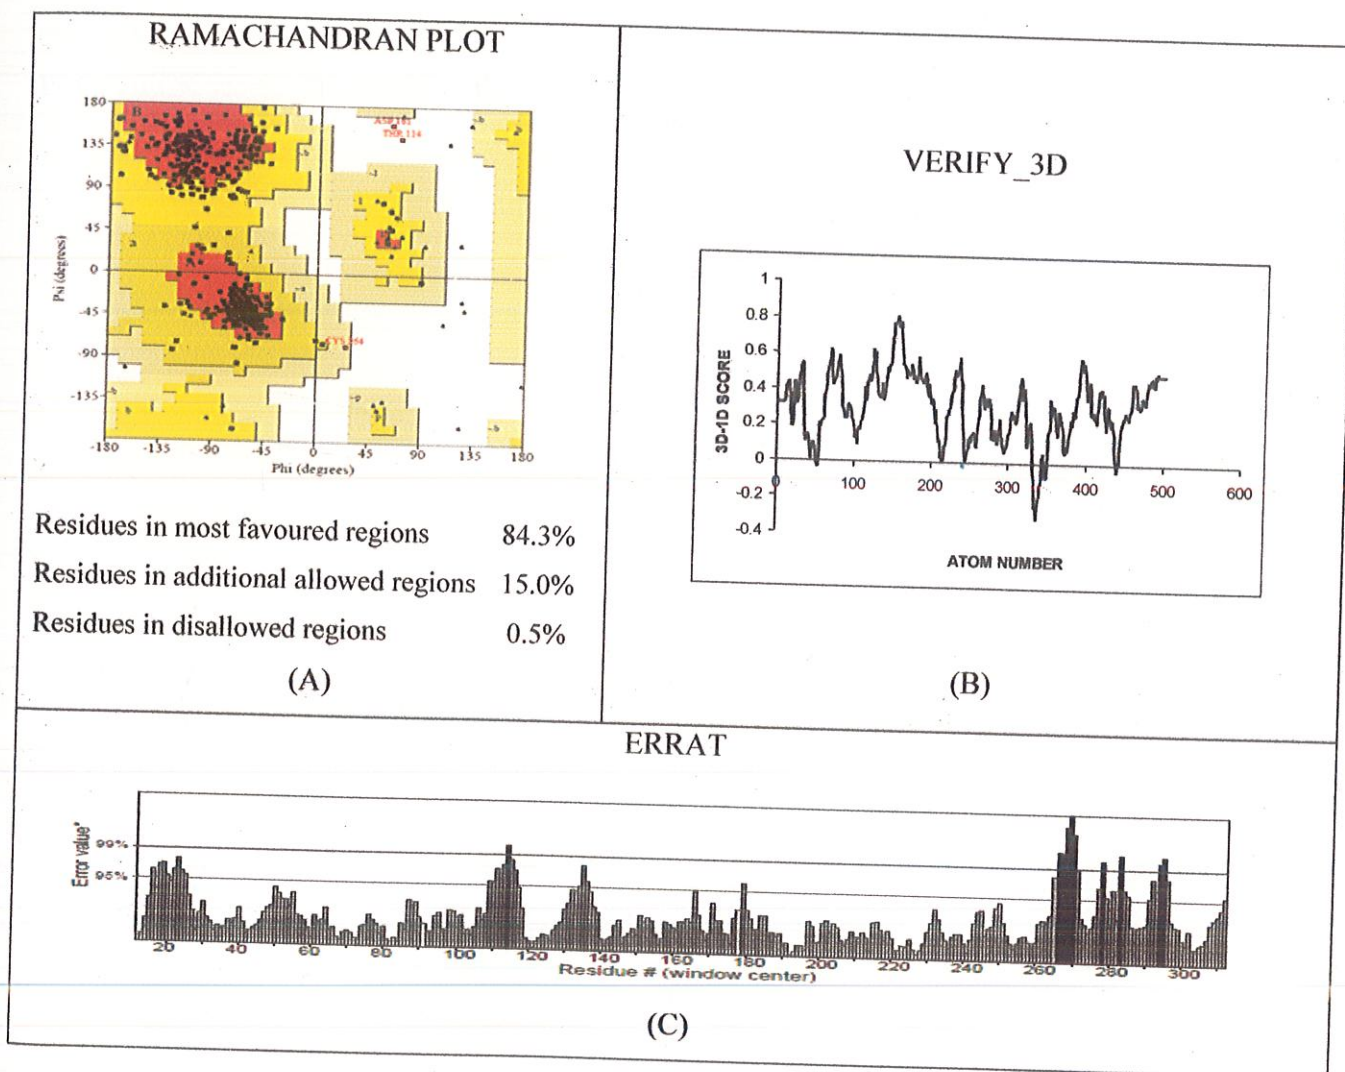 RAMACHANDRAN PLOT
B
THR 114
180
135
90
45
0
-45
-90
-135
-180
Psi (degrees)
-180 -135 -90 -45 0 45 90 135 180
Phi (degrees)
Residues in most favoured regions 84.3%
Residues in additional allowed regions 15.0%
Residues in disallowed regions 0.5%
(A)
VERIFY_3D
1
0.8
0.6
0.4
0.2
0
-0.2
-0.4
3D-1D SCORE
0 100 200 300 400 500 600
ATOM NUMBER
(B)
ERRAT
Error value*
99%
95%
20 40 60 80 100 120 140 160 180 200 220 240 260 280 300
Residue # (window center)
(C)